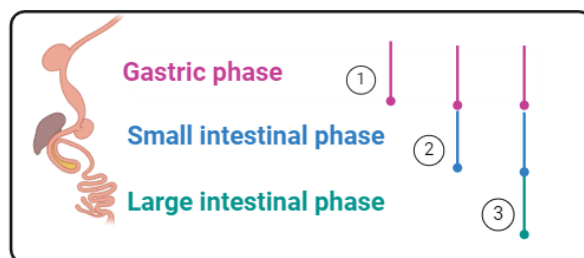 Gastric phase
1
Small intestinal phase
2
Large intestinal phase
3